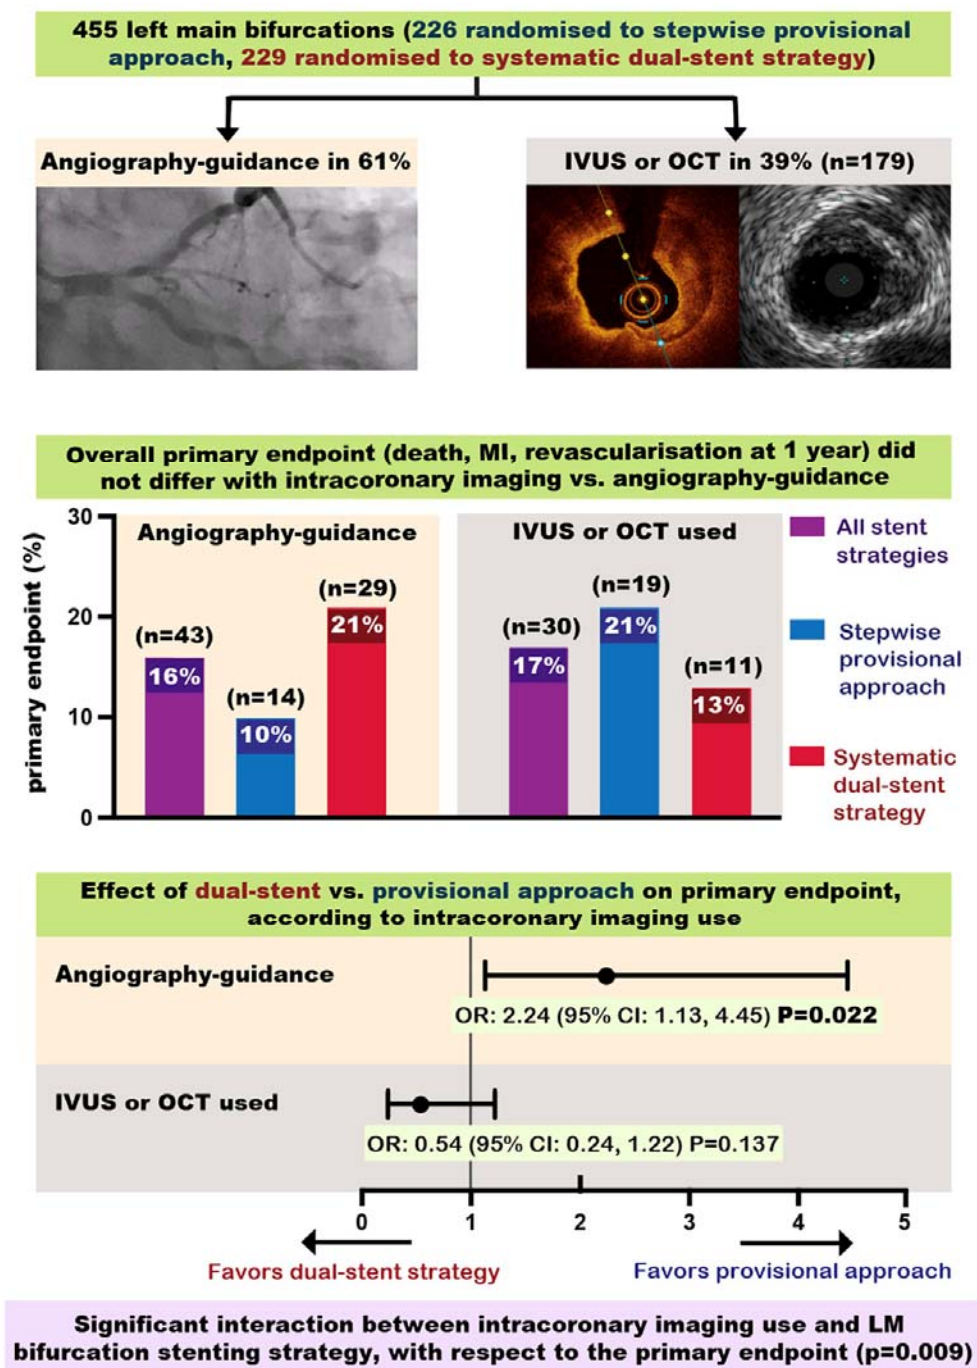 455 left main bifurcations (226 randomised to stepwise provisional
approach, 229 randomised to systematic dual-stent strategy)
Angiography-guidance in 61%
IVUS or OCT in 39% (n=179)
Overall primary endpoint (death, MI, revascularisation at 1 year) did
not differ with intracoronary imaging vs. angiography-guidance
primary endpoint (%)
30
20
10
0
Angiography-guidance
(n=43)
16%
(n=14)
10%
(n=29)
21%
IVUS or OCT used
(n=30)
17%
(n=19)
21%
(n=11)
13%
All stent
strategies
Stepwise
provisional
approach
Systematic
dual-stent
strategy
Effect of dual-stent vs. provisional approach on primary endpoint,
according to intracoronary imaging use
Angiography-guidance
OR: 2.24 (95% CI: 1.13, 4.45) P=0.022
IVUS or OCT used
OR: 0.54 (95% CI: 0.24, 1.22) P=0.137
0 1 2 3 4 5
Favors dual-stent strategy
Favors provisional approach
Significant interaction between intracoronary imaging use and LM
bifurcation stenting strategy, with respect to the primary endpoint (p=0.009)